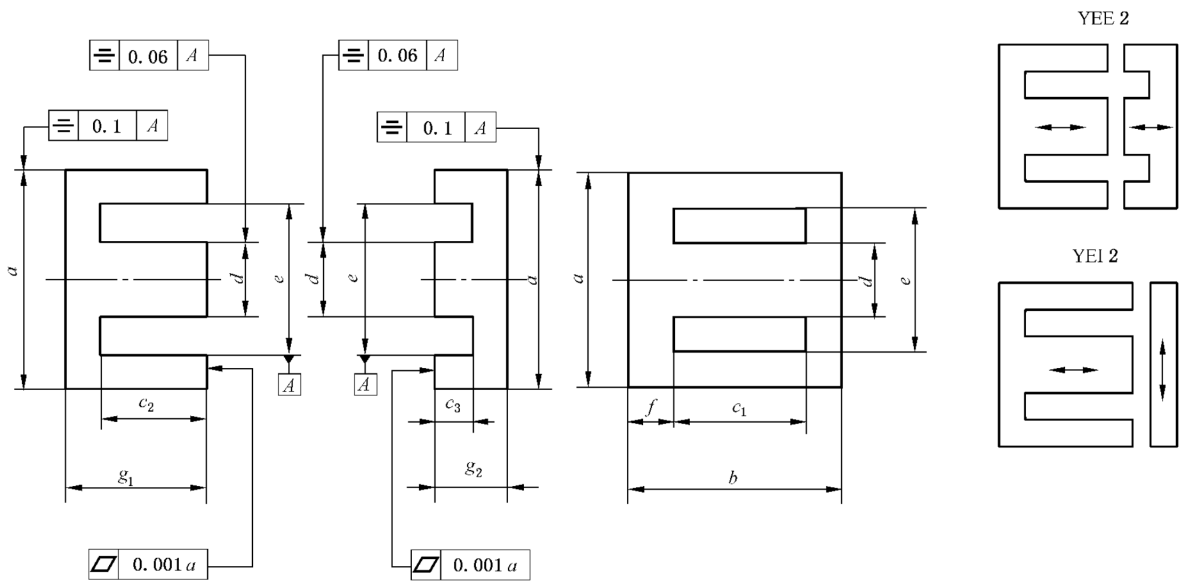 YEE 2
0.06 A
0.06 A
0.1 A
0.1 A
a
d
e
d
e
a
a
d
e
A
A
c₂
c₃
f
c₁
g₁
g₂
b
0.001a
0.001a
YEI 2